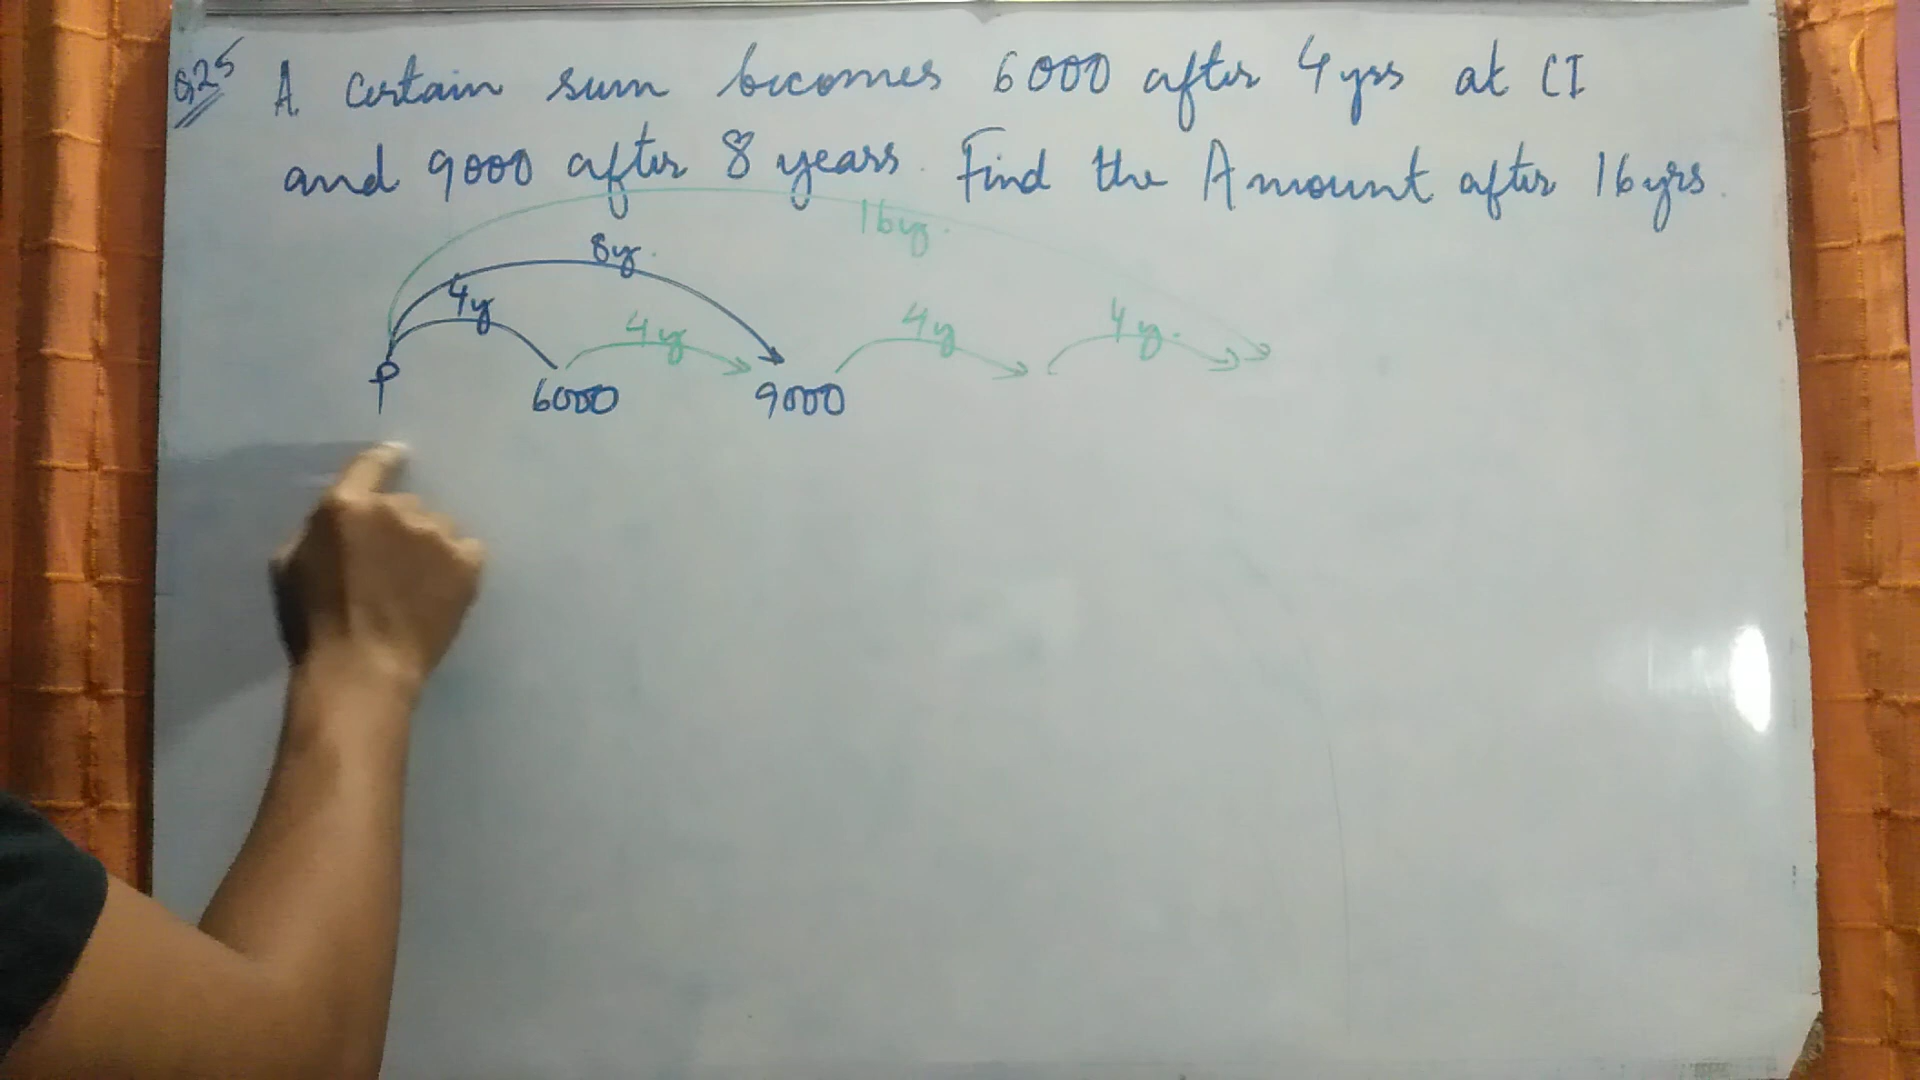 Q25 A certain sum becomes 6000 after 4 yrs at CI
and 9000 after 8 years. Find the Amount after 16 yrs.
16y.
8y.
4y 4y 4y 4y.
P 6000 9000